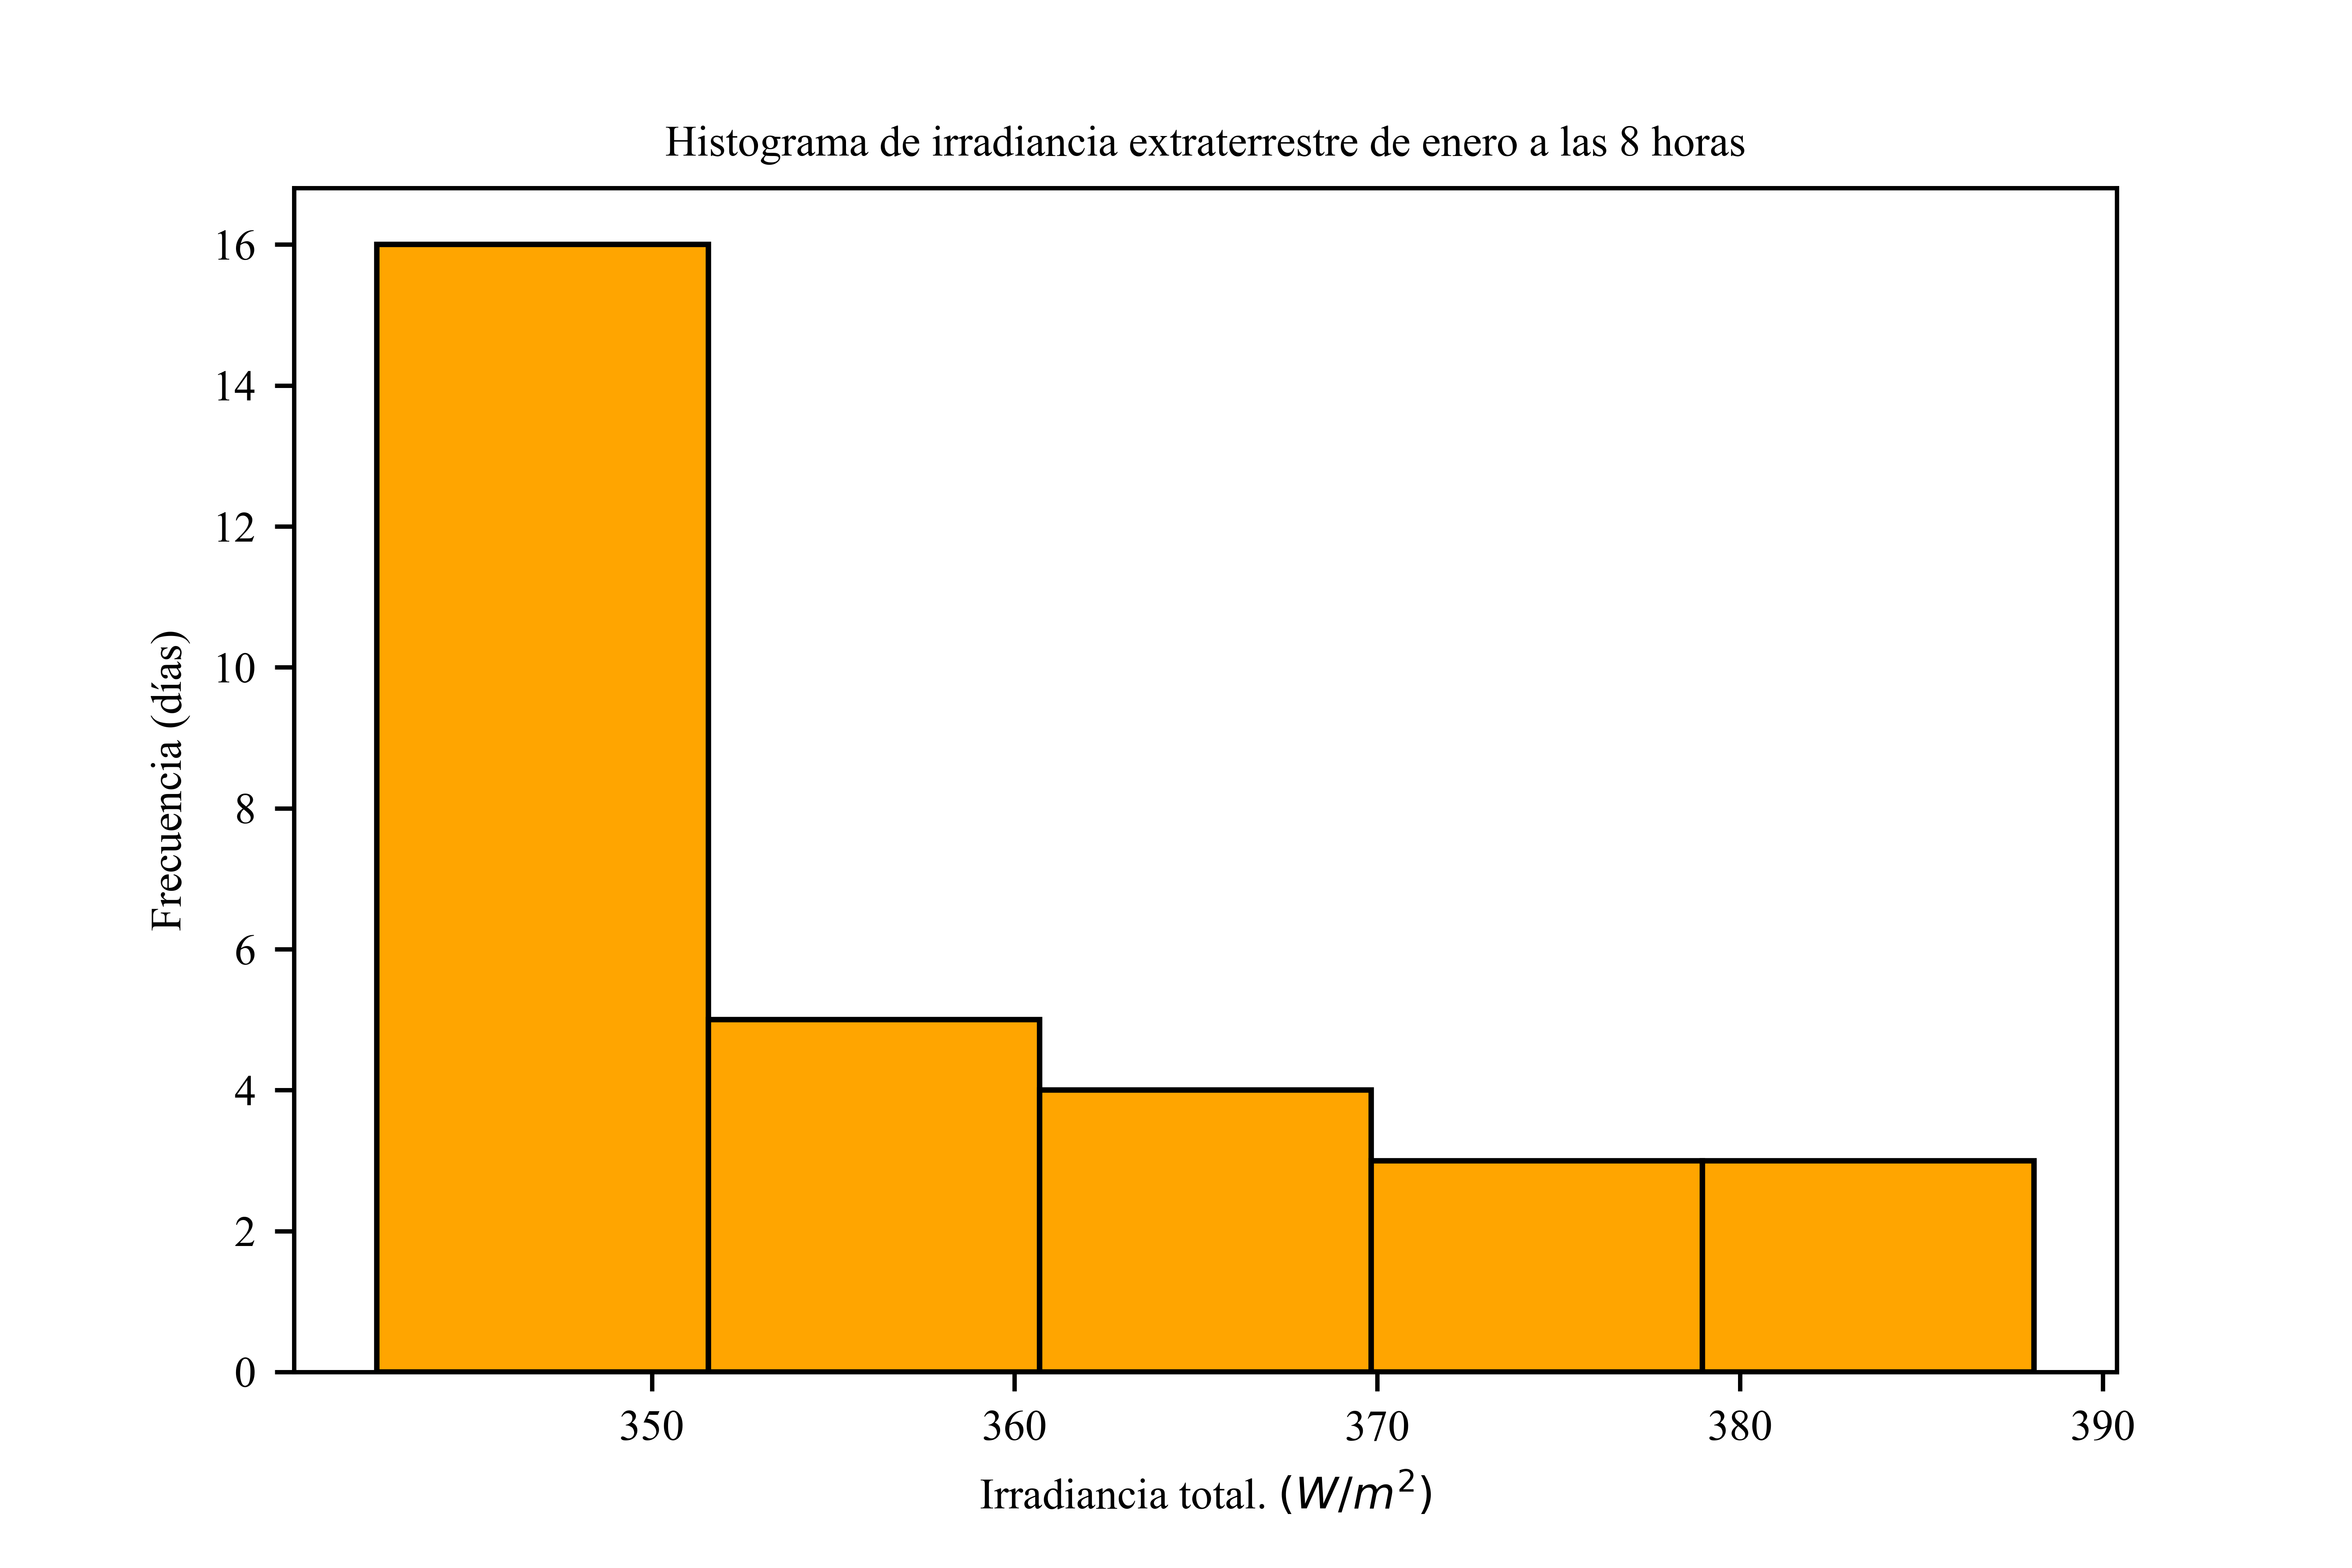 Histograma de irradiancia extraterrestre de enero a las 8 horas
Frecuencia (días)
16
14
12
10
8
6
4
2
0
350 360 370 380 390
Irradiancia total. (W/m²)